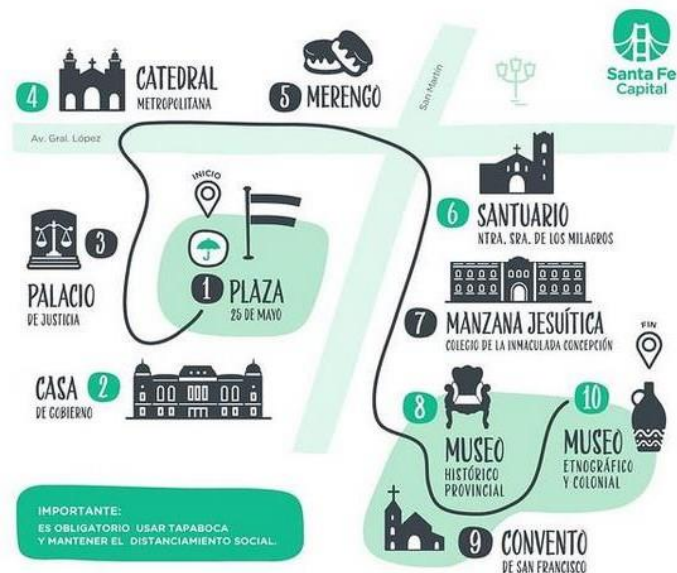 Santa Fe
Capital
4 CATEDRAL
METROPOLITANA
5 MERENGO
San Martín
Av. Gral. López
INICIO
1 PLAZA
25 DE MAYO
3
PALACIO
DE JUSTICIA
CASA 2
DE GOBIERNO
6
SANTUARIO
NTRA. SRA. DE LOS MILAGROS
7 MANZANA JESUÍTICA
COLEGIO DE LA INMACULADA CONCEPCIÓN
FIN
8
MUSEO
HISTÓRICO
PROVINCIAL
10
MUSEO
ETNOGRÁFICO
Y COLONIAL
9 CONVENTO
DE SAN FRANCISCO
IMPORTANTE:
ES OBLIGATORIO USAR TAPABOCA
Y MANTENER EL DISTANCIAMIENTO SOCIAL.